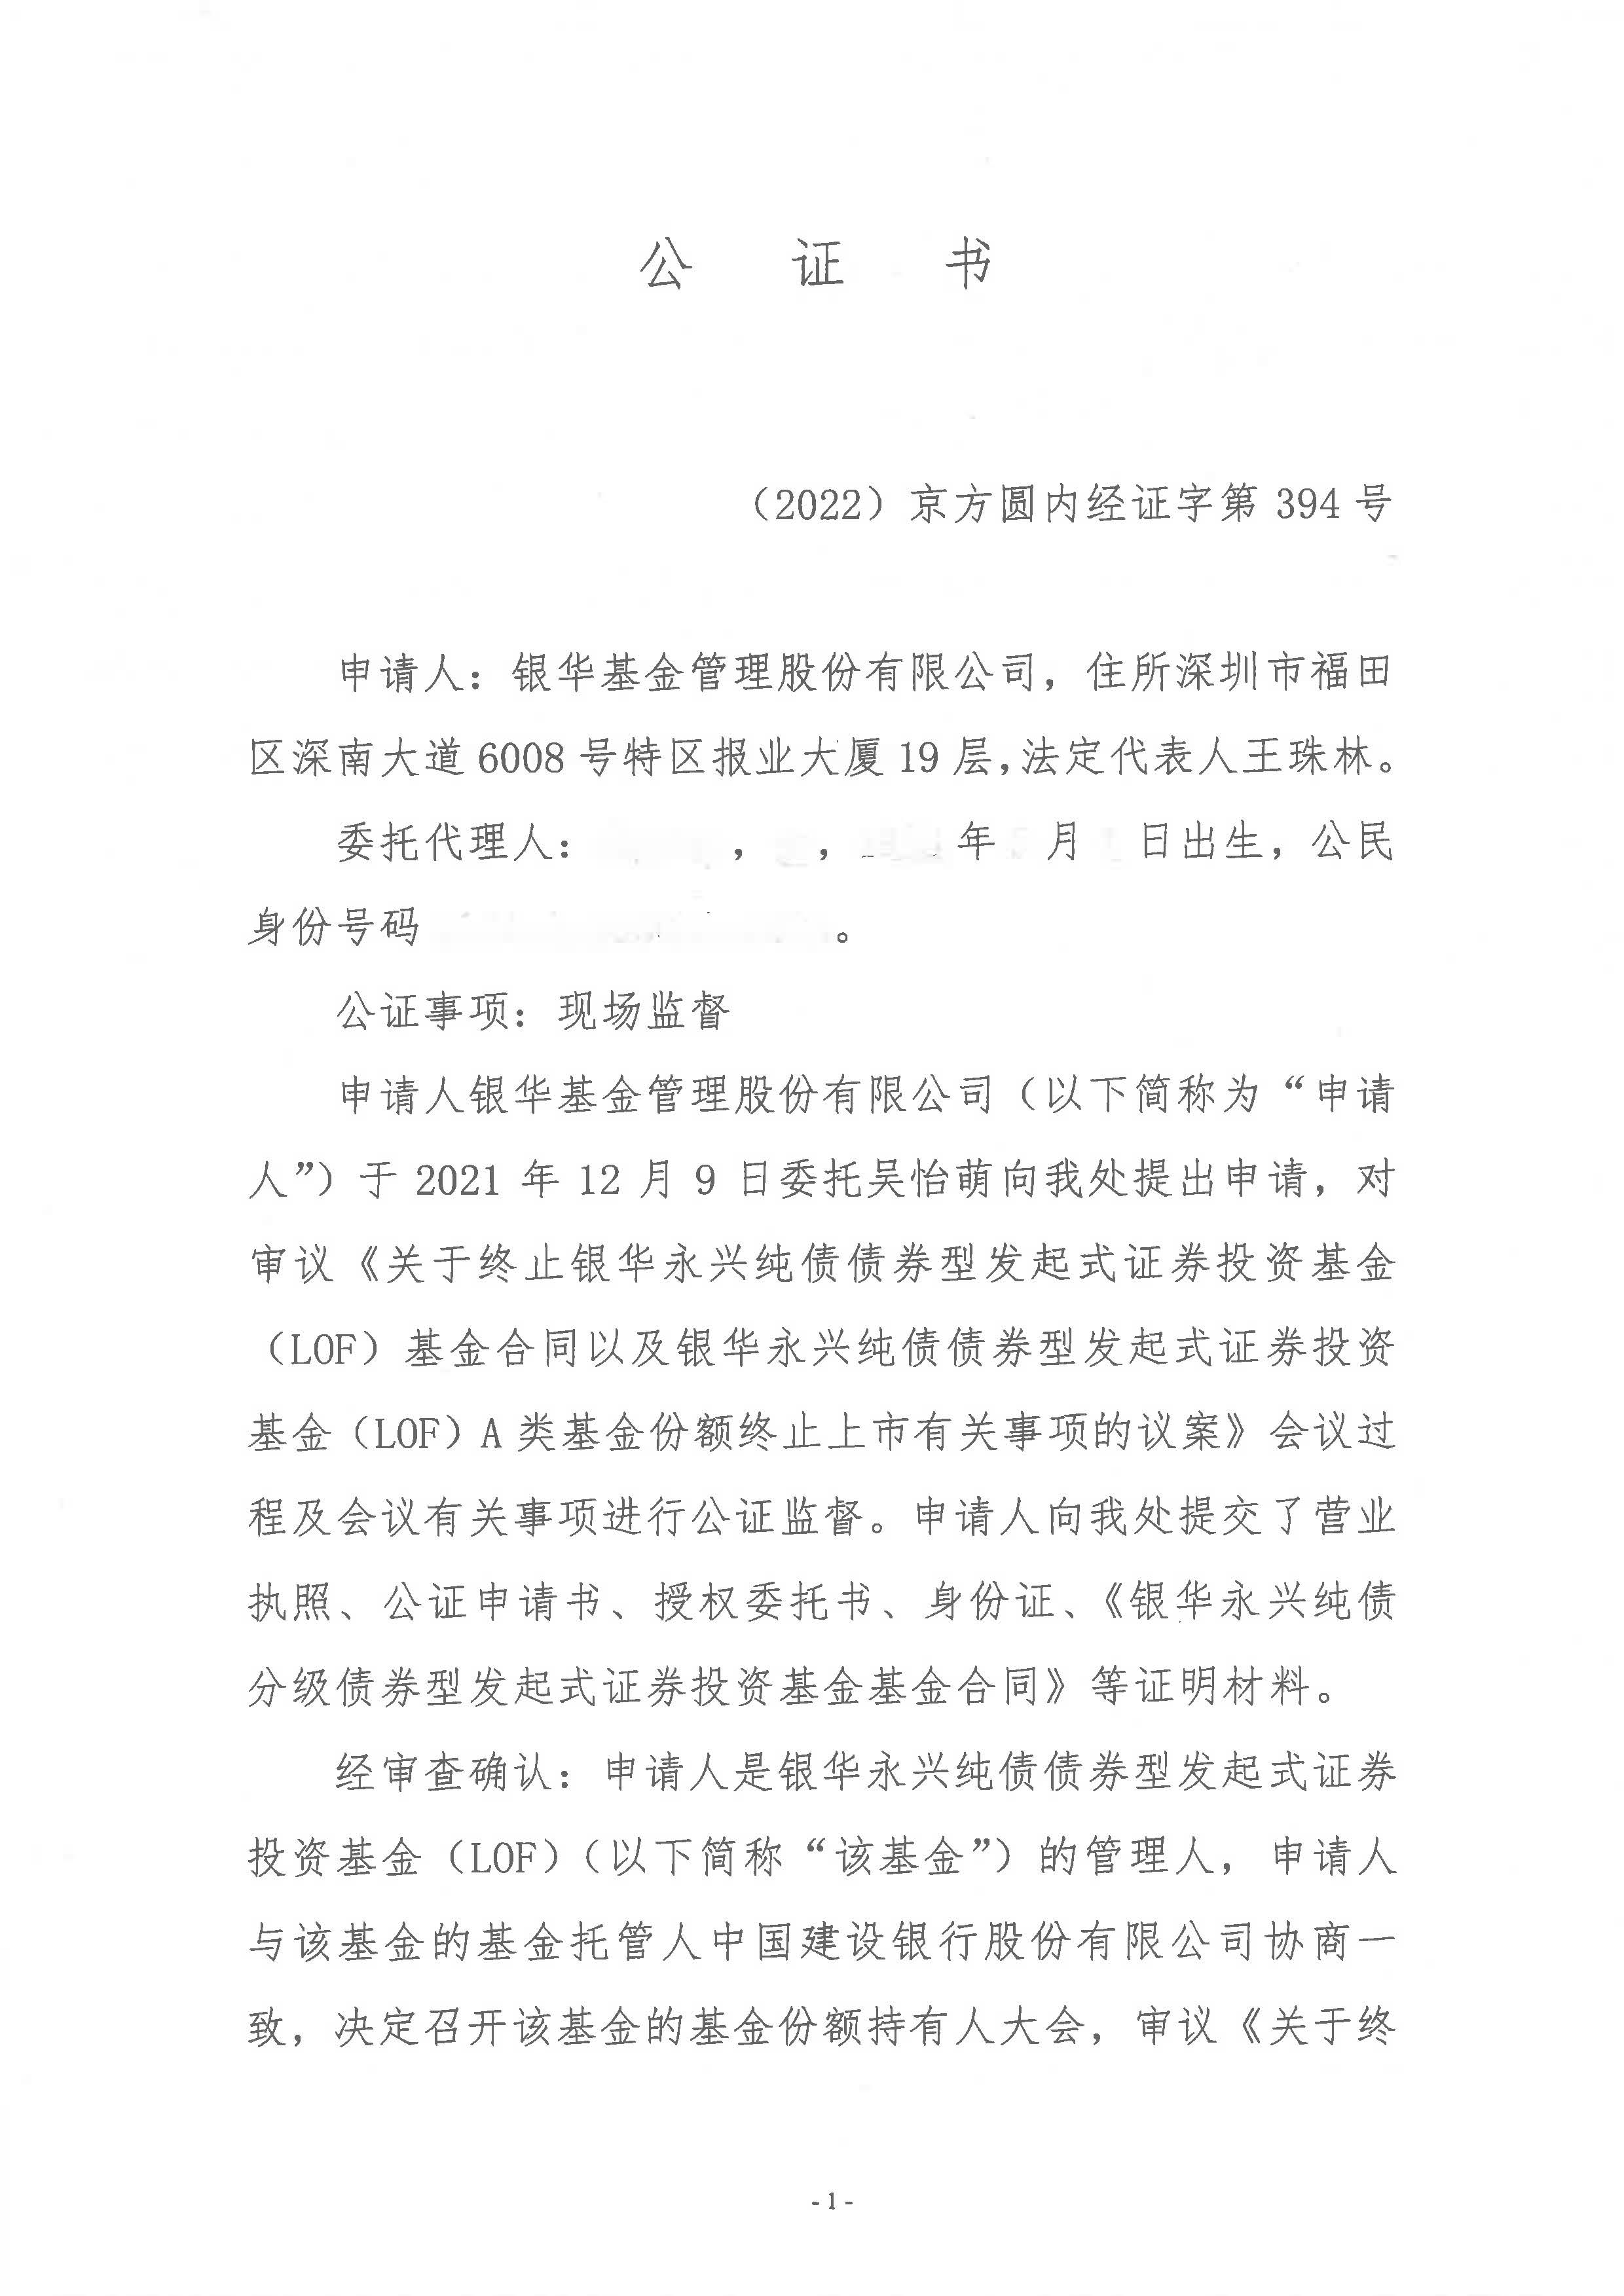 公 证 书
（2022）京方圆内经证字第 394 号
申请人：银华基金管理股份有限公司，住所深圳市福田
区深南大道 6008 号特区报业大厦 19 层，法定代表人王珠林。
委托代理人： ， ， 年 月 日出生，公民
身份号码 。
公证事项：现场监督
申请人银华基金管理股份有限公司（以下简称为“申请
人”）于 2021 年 12 月 9 日委托吴怡萌向我处提出申请，对
审议《关于终止银华永兴纯债债券型发起式证券投资基金
（LOF）基金合同以及银华永兴纯债债券型发起式证券投资
基金（LOF）A 类基金份额终止上市有关事项的议案》会议过
程及会议有关事项进行公证监督。申请人向我处提交了营业
执照、公证申请书、授权委托书、身份证、《银华永兴纯债
分级债券型发起式证券投资基金基金合同》等证明材料。
经审查确认：申请人是银华永兴纯债债券型发起式证券
投资基金（LOF）（以下简称“该基金”）的管理人，申请人
与该基金的基金托管人中国建设银行股份有限公司协商一
致，决定召开该基金的基金份额持有人大会，审议《关于终
- 1 -